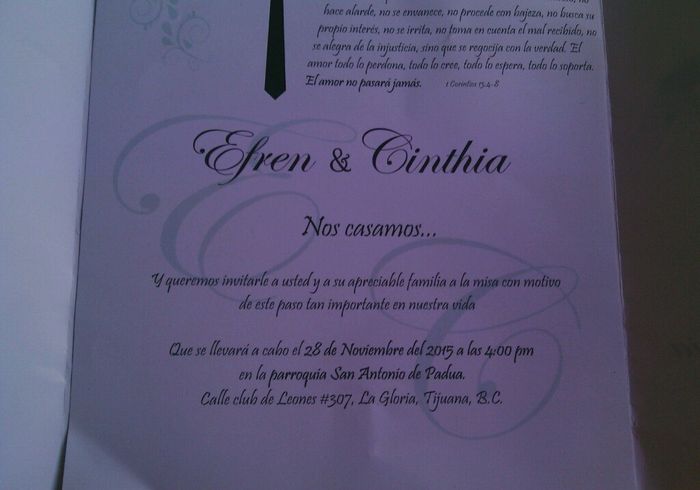 hace alarde, no se envanece, no procede con bajeza, no busca su
propio interés, no se irrita, no toma en cuenta el mal recibido, no
se alegra de la injusticia, sino que se regocija con la verdad. El
amor todo lo perdona, todo lo cree, todo lo espera, todo lo soporta.
El amor no pasará jamás. 1 Corintios 13:4-8
Efren & Cinthia
Nos casamos...
Y queremos invitarle a usted y a su apreciable familia a la misa con motivo
de este paso tan importante en nuestra vida
Que se llevará a cabo el 28 de Noviembre del 2015 a las 4:00 pm
en la parroquia San Antonio de Padua.
Calle club de Leones #307, La Gloria, Tijuana, B.C.
E
C